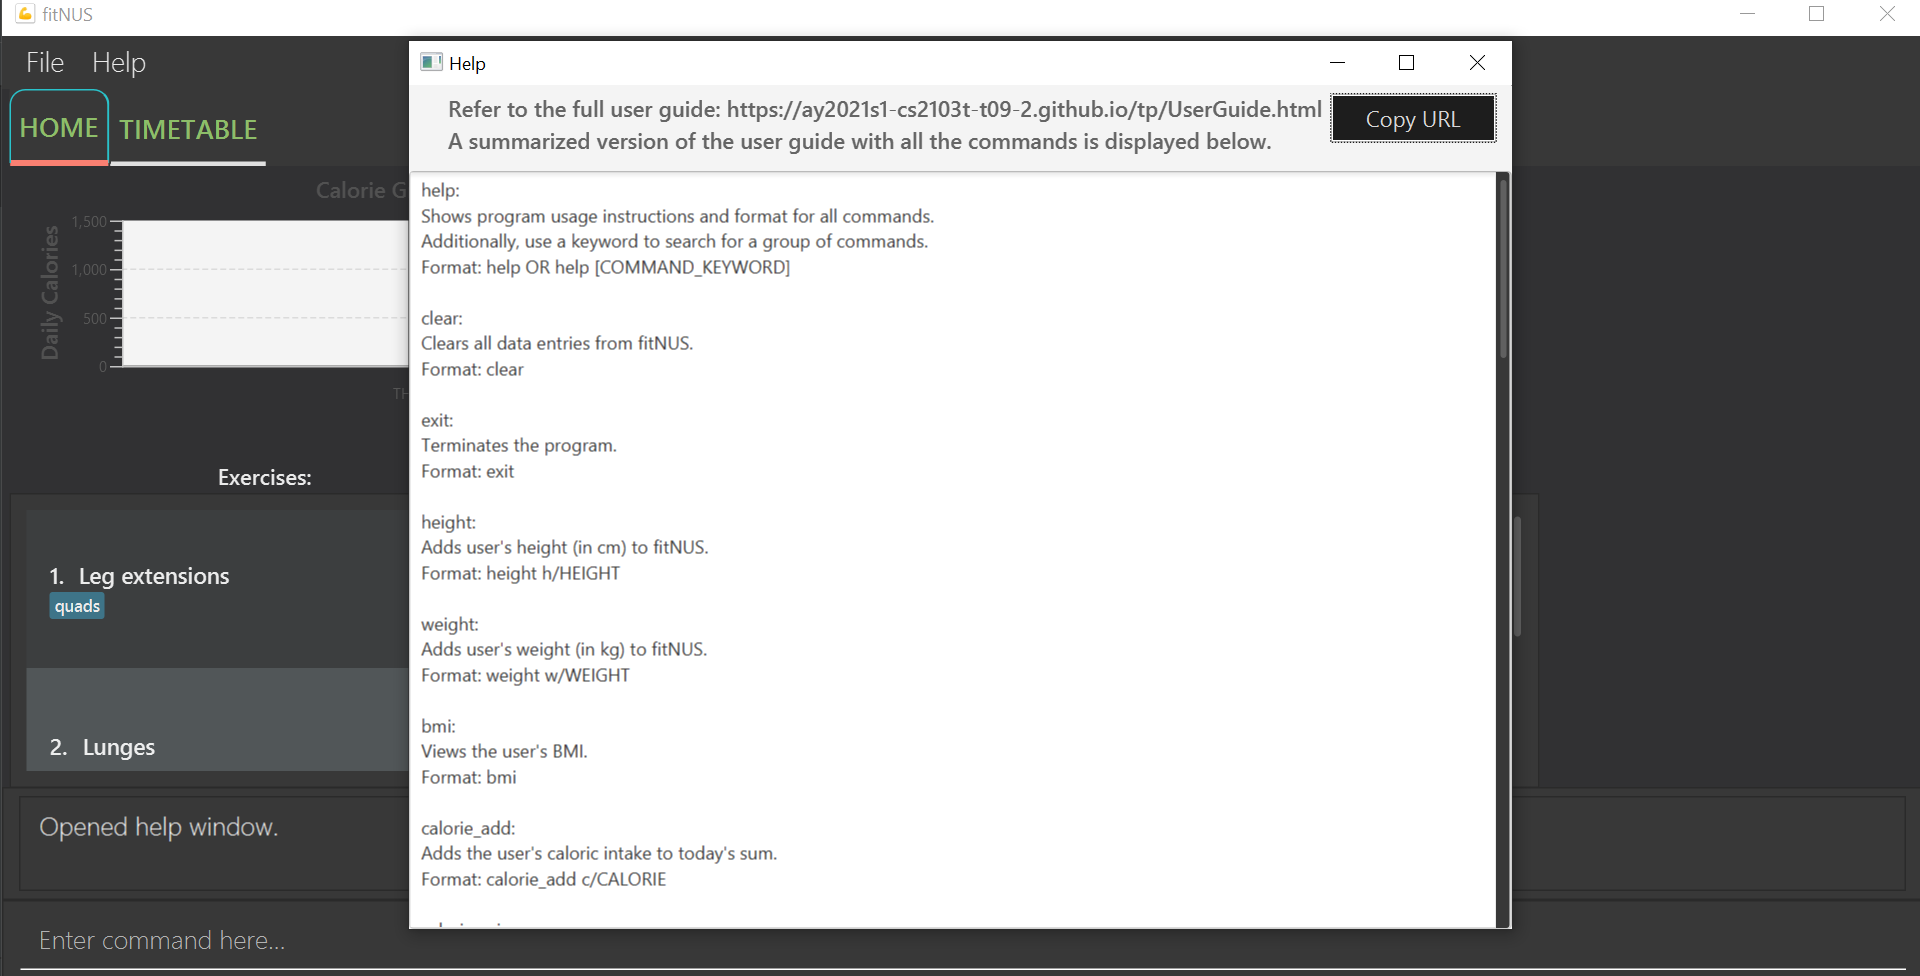 fitNUS
File Help
HOME TIMETABLE
Calorie G
Daily Calories
1,500
1,000
500
0
TH
Exercises:
1. Leg extensions
quads
2. Lunges
Opened help window.
Enter command here...
Help
Refer to the full user guide: https://ay2021s1-cs2103t-t09-2.github.io/tp/UserGuide.html
A summarized version of the user guide with all the commands is displayed below.
Copy URL
help:
Shows program usage instructions and format for all commands.
Additionally, use a keyword to search for a group of commands.
Format: help OR help [COMMAND_KEYWORD]
clear:
Clears all data entries from fitNUS.
Format: clear
exit:
Terminates the program.
Format: exit
height:
Adds user's height (in cm) to fitNUS.
Format: height h/HEIGHT
weight:
Adds user's weight (in kg) to fitNUS.
Format: weight w/WEIGHT
bmi:
Views the user's BMI.
Format: bmi
calorie_add:
Adds the user's caloric intake to today's sum.
Format: calorie_add c/CALORIE